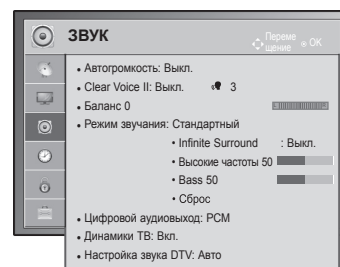 ЗВУК
Переме
щение
OK
• Автогромкость: Выкл.
• Clear Voice II: Выкл. 3
• Баланс 0
• Режим звучания: Стандартный
• Infinite Surround : Выкл.
• Высокие частоты 50
• Bass 50
• Сброс
• Цифровой аудиовыход: PCM
• Динамики ТВ: Вкл.
• Настройка звука DTV: Авто